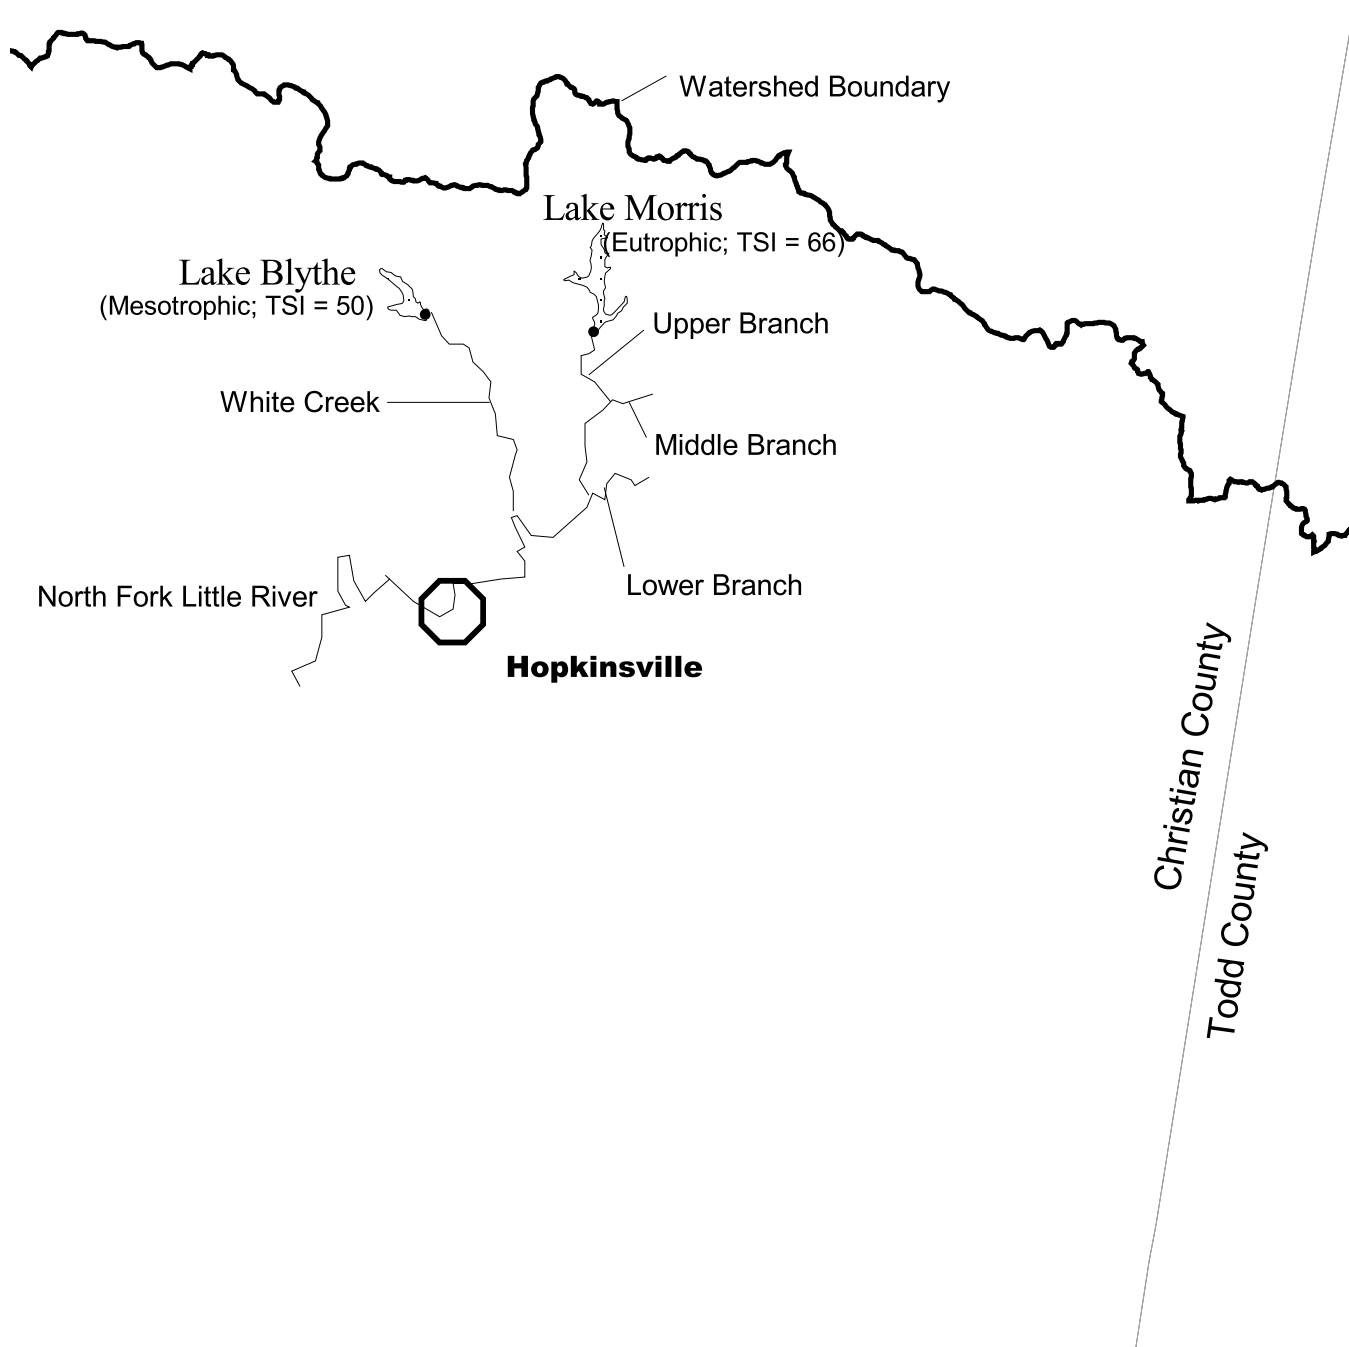 Watershed Boundary
Lake Morris
(Eutrophic; TSI = 66)
Lake Blythe
(Mesotrophic; TSI = 50)
Upper Branch
White Creek
Middle Branch
Lower Branch
North Fork Little River
Hopkinsville
Christian County
Todd County